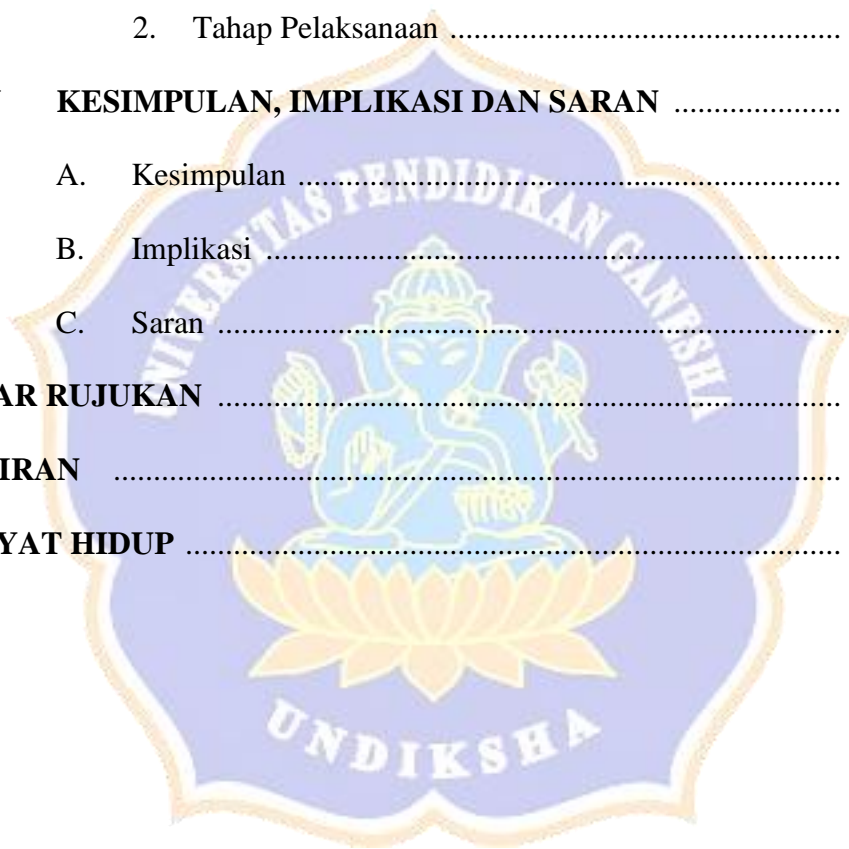 2. Tahap Pelaksanaan ................................................
KESIMPULAN, IMPLIKASI DAN SARAN .....................
A. Kesimpulan ....................................................................
B. Implikasi ........................................................................
C. Saran ..............................................................................
AR RUJUKAN ..............................................................................
IRAN ...........................................................................................
YAT HIDUP ..................................................................................
UNIVERSITAS PENDIDIKAN GANESHA
UNDIKSHA